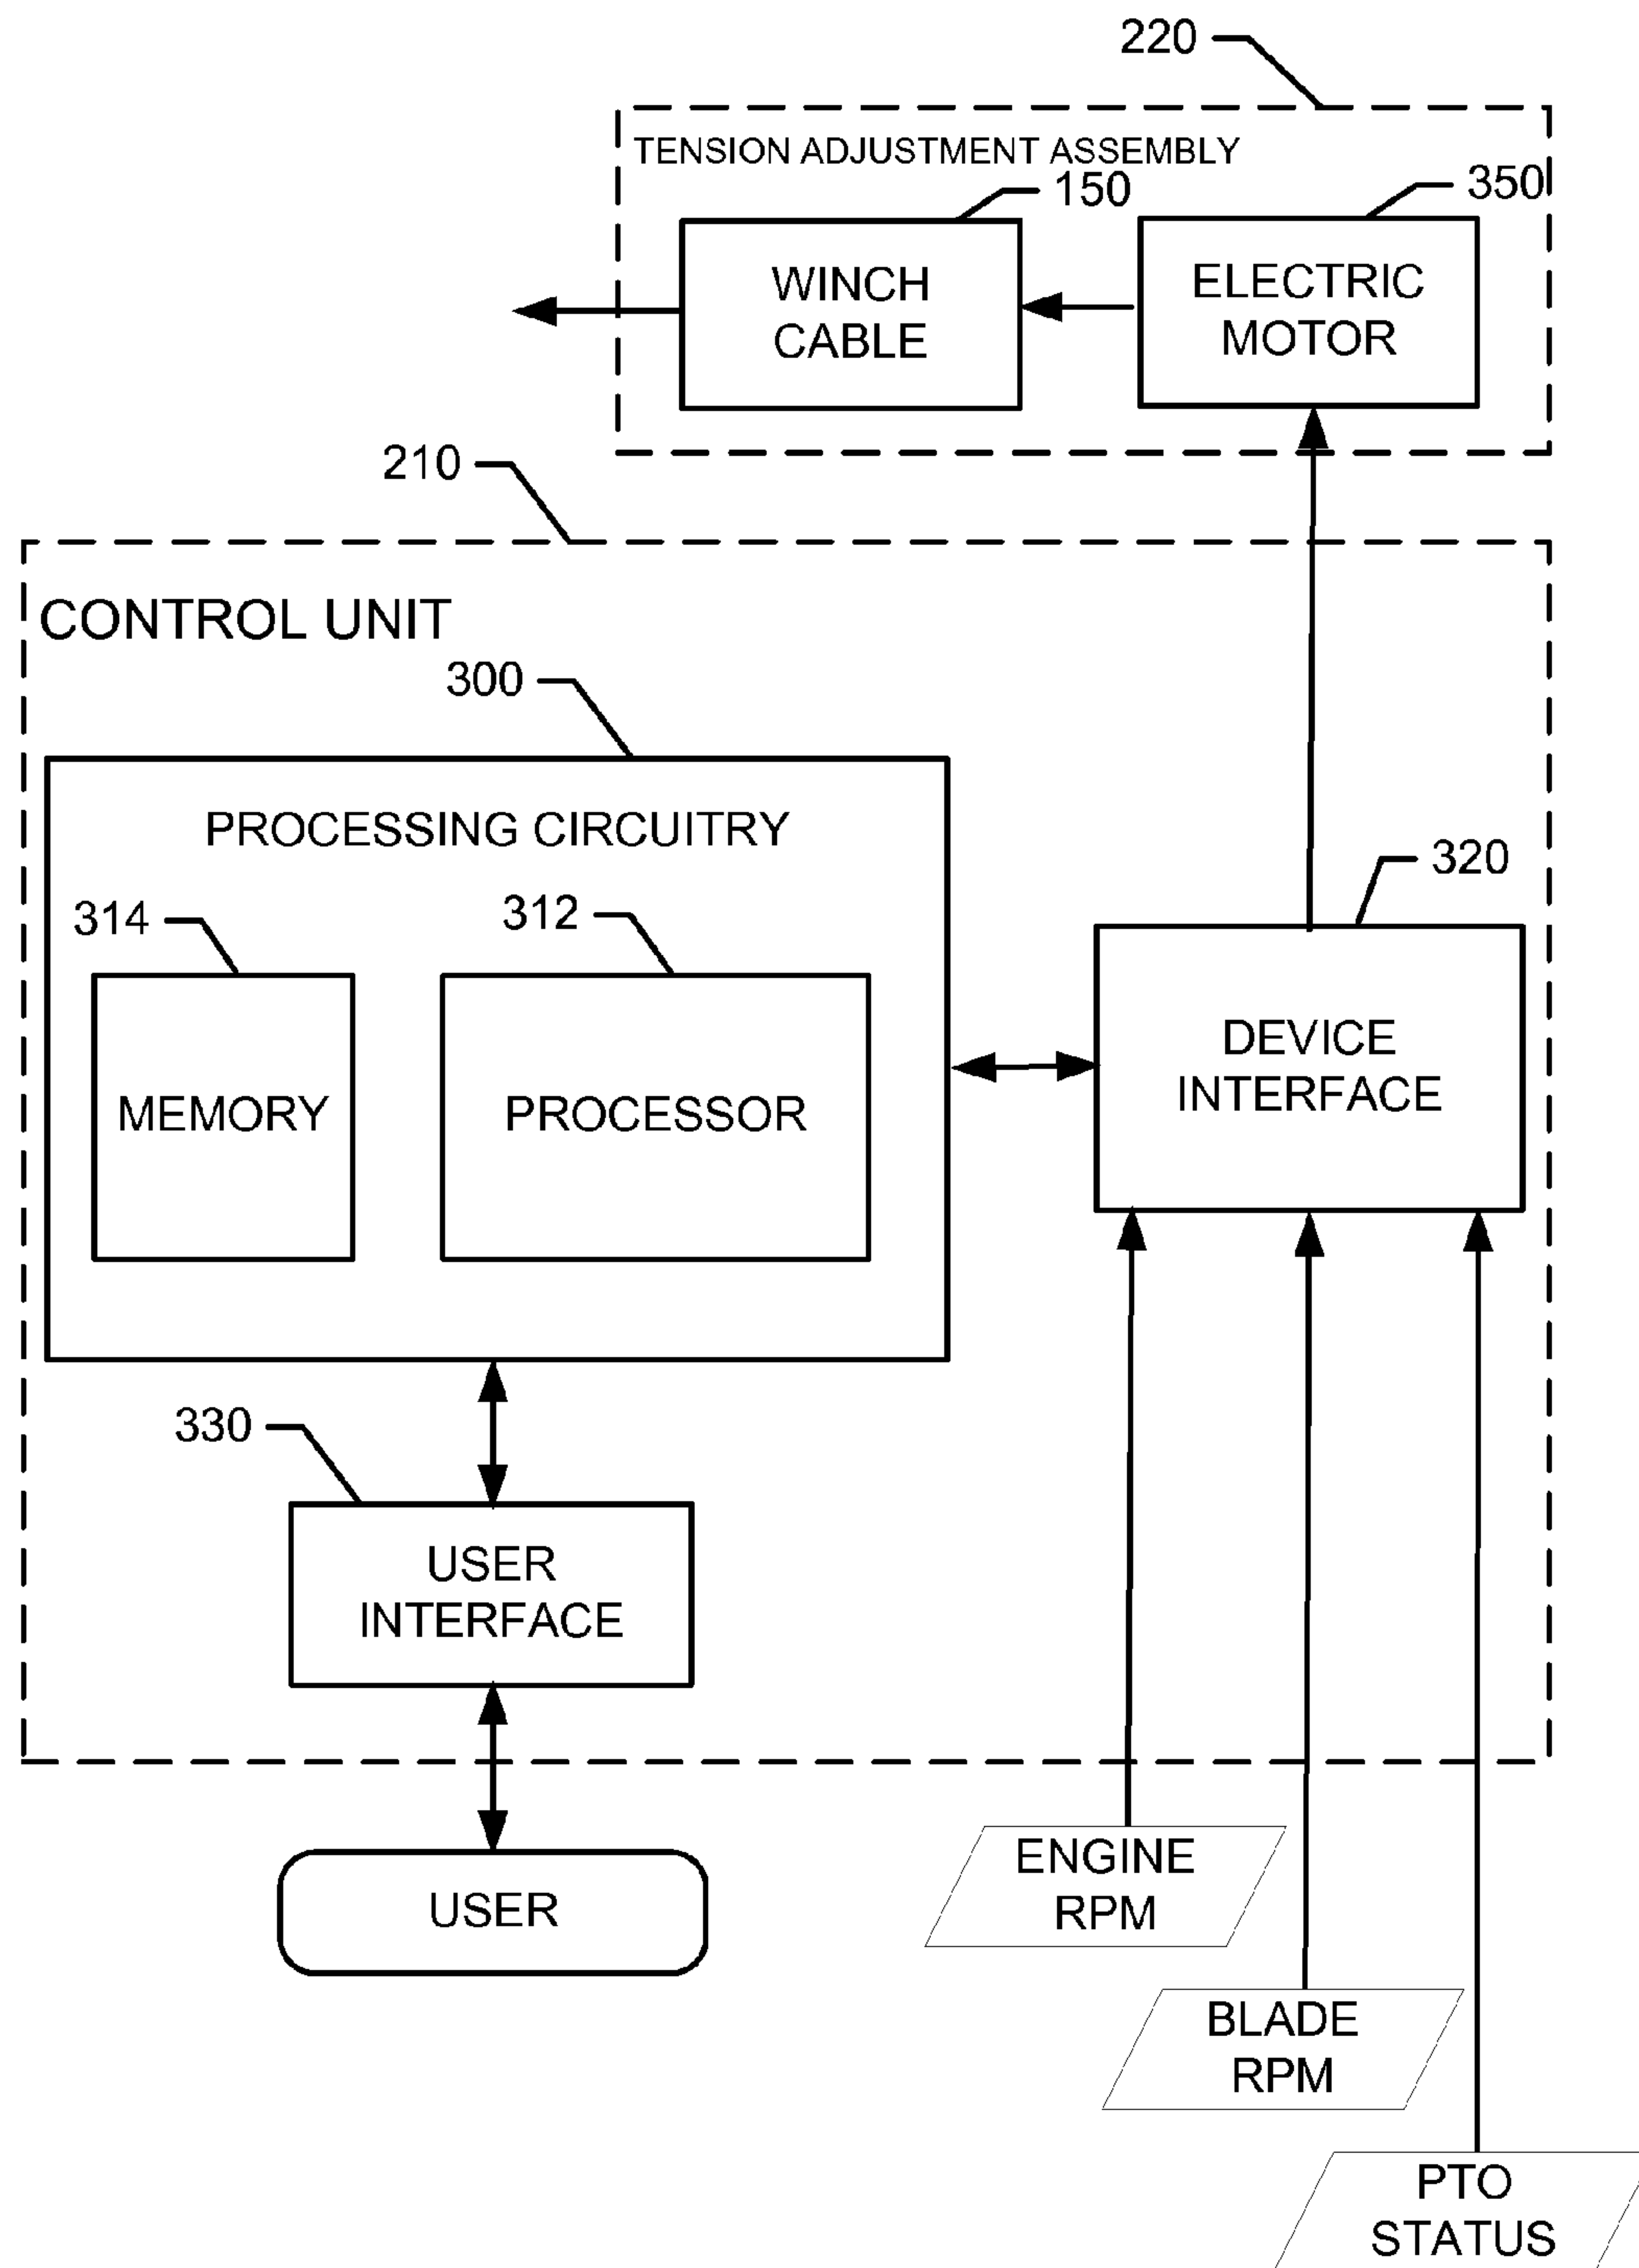 220
TENSION ADJUSTMENT ASSEMBLY
150
350
WINCH
CABLE
ELECTRIC
MOTOR
210
CONTROL UNIT
300
PROCESSING CIRCUITRY
320
314
312
MEMORY
PROCESSOR
DEVICE
INTERFACE
330
USER
INTERFACE
USER
ENGINE
RPM
BLADE
RPM
PTO
STATUS